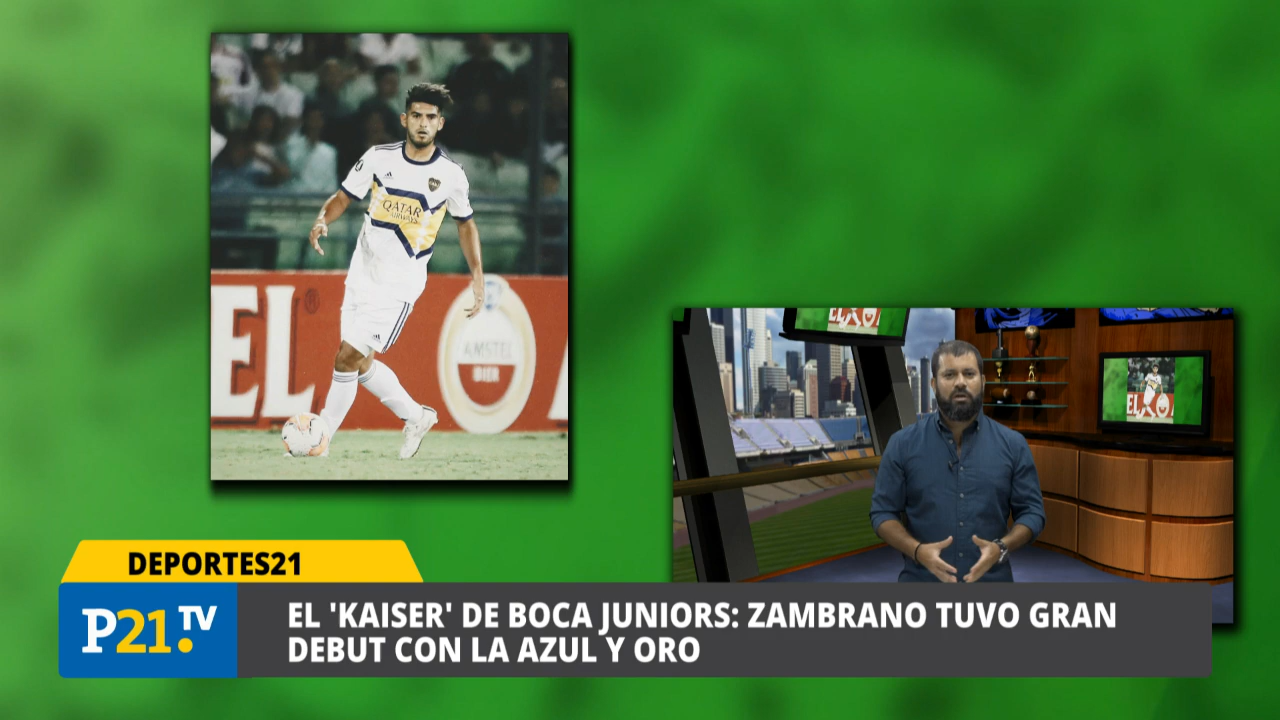 QATAR
AIRWAYS
EL®
AMSTEL
BIER
DEPORTES21
P21.TV
EL 'KAISER' DE BOCA JUNIORS: ZAMBRANO TUVO GRAN
DEBUT CON LA AZUL Y ORO